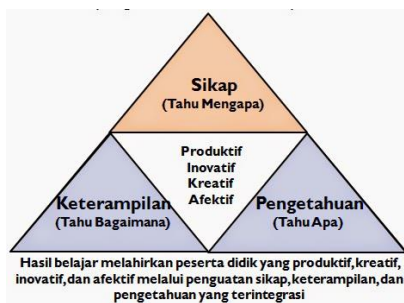 Sikap
(Tahu Mengapa)
Produktif
Inovatif
Kreatif
Afektif
Keterampilan
(Tahu Bagaimana)
Pengetahuan
(Tahu Apa)
Hasil belajar melahirkan peserta didik yang produktif,kreatif,
inovatif,dan afektif melalui penguatan sikap,keterampilan,dan
pengetahuan yang terintegrasi